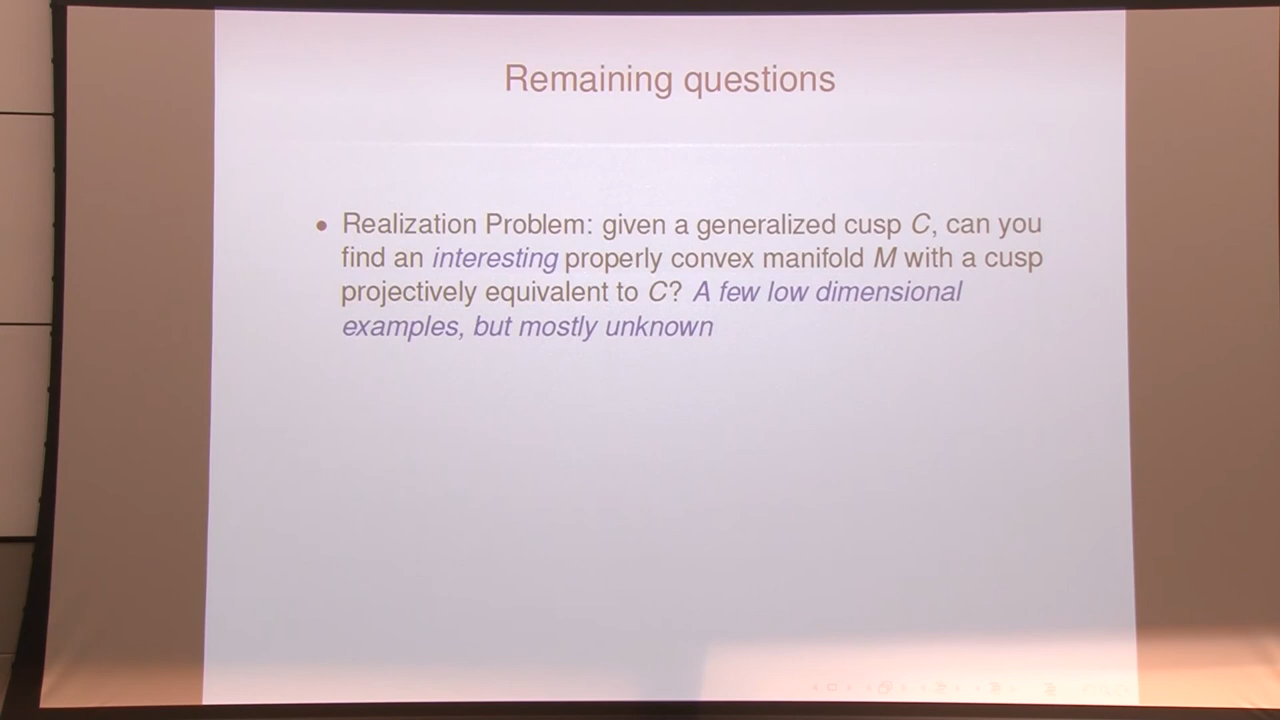 Remaining questions
• Realization Problem: given a generalized cusp C, can you
find an interesting properly convex manifold M with a cusp
projectively equivalent to C? A few low dimensional
examples, but mostly unknown